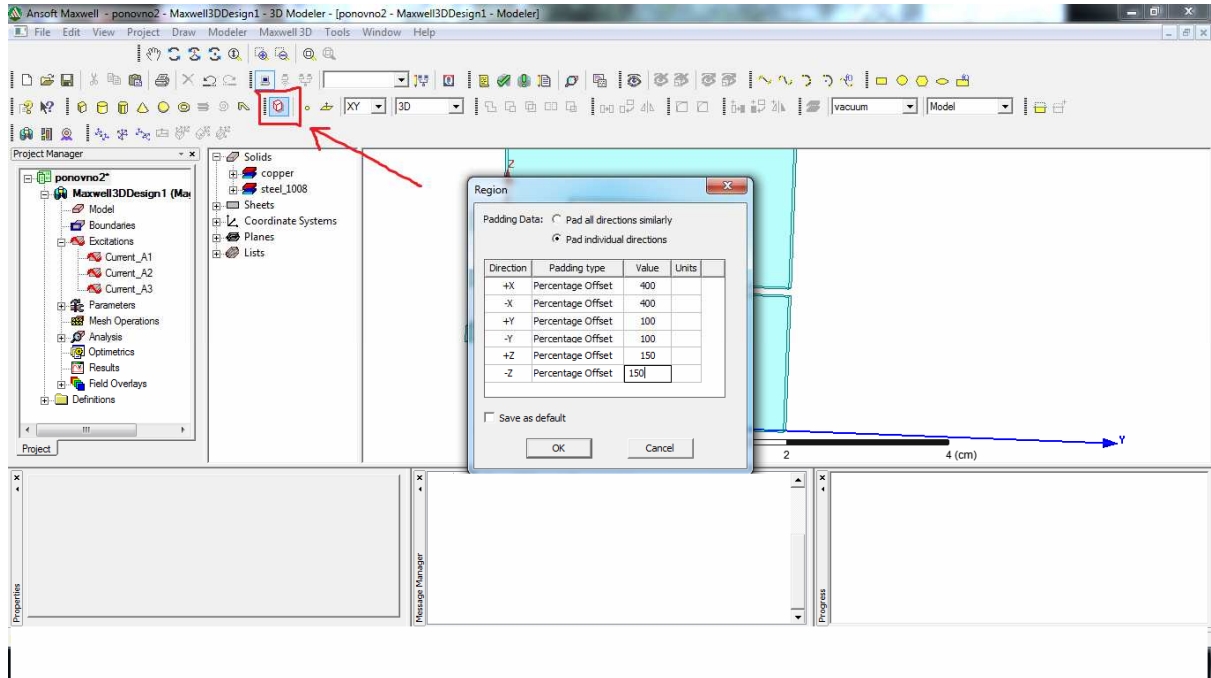 Ansoft Maxwell - ponovno2 - Maxwell3DDesign1 - 3D Modeler - [ponovno2 - Maxwell3DDesign1 - Modeler]
File Edit View Project Draw Modeler Maxwell 3D Tools Window Help
XY 3D vacuum Model
Project Manager
ponovno2*
Maxwell3DDesign1 (Ma
Model
Boundaries
Excitations
Current_A1
Current_A2
Current_A3
Parameters
Mesh Operations
Analysis
Optimetrics
Results
Field Overlays
Definitions
Project
Solids
copper
steel_1008
Sheets
Coordinate Systems
Planes
Lists
Z
Region
Padding Data: Pad all directions similarly
Pad individual directions
Direction Padding type Value Units
+X Percentage Offset 400
-X Percentage Offset 400
+Y Percentage Offset 100
-Y Percentage Offset 100
+Z Percentage Offset 150
-Z Percentage Offset 150
Save as default
OK Cancel
Y
2 4 (cm)
Properties
Message Manager
Progress